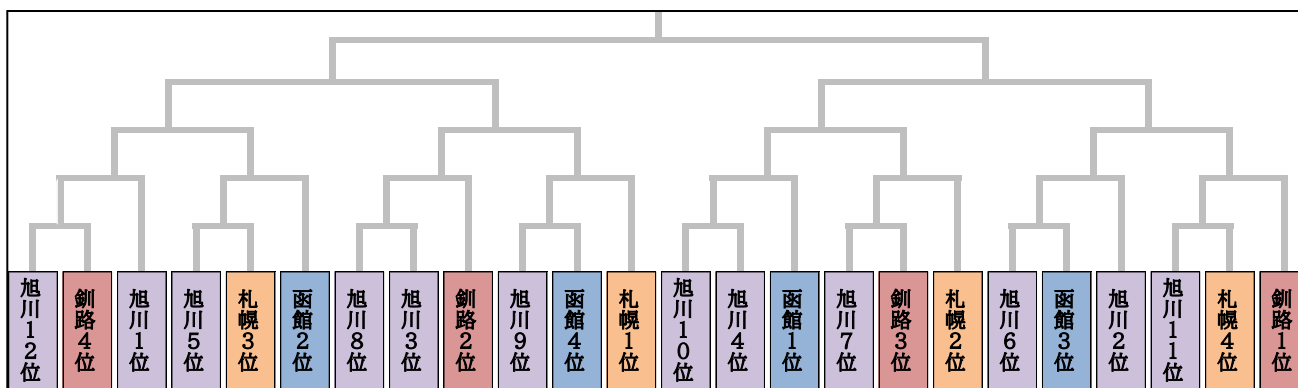 旭川12位
釧路4位
旭川1位
旭川5位
札幌3位
函館2位
旭川8位
旭川3位
釧路2位
旭川9位
函館4位
札幌1位
旭川10位
旭川4位
函館1位
旭川7位
釧路3位
札幌2位
旭川6位
函館3位
旭川2位
旭川11位
札幌4位
釧路1位